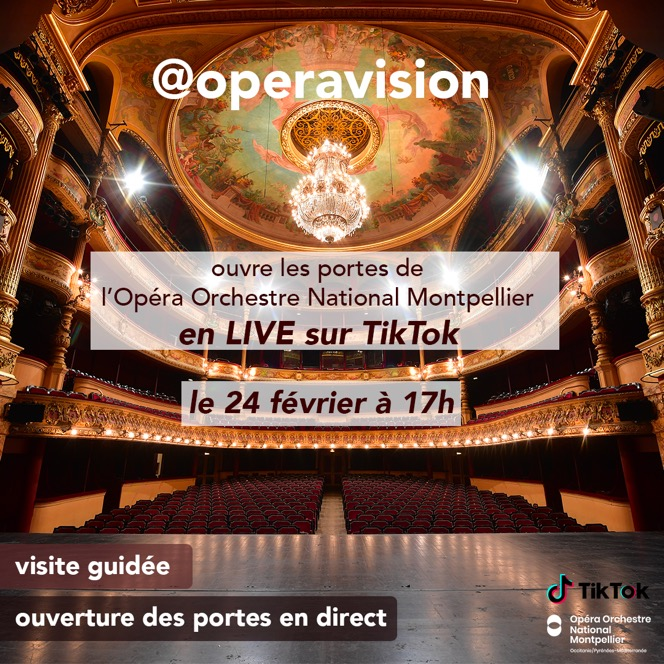 @operavision
ouvre les portes de
l'Opéra Orchestre National Montpellier
en LIVE sur TikTok
le 24 février à 17h
visite guidée
ouverture des portes en direct
TikTok
Opéra Orchestre
National
Montpellier
Occitanie/Pyrénées-Méditerranée